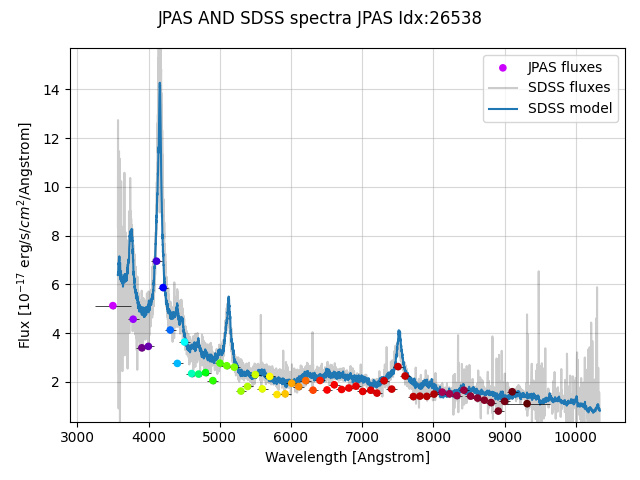 JPAS AND SDSS spectra JPAS Idx:26538
JPAS fluxes
SDSS fluxes
SDSS model
14
12
10
8
6
4
2
Flux [10^{-17} erg/s/cm^2/Angstrom]
3000 4000 5000 6000 7000 8000 9000 10000
Wavelength [Angstrom]